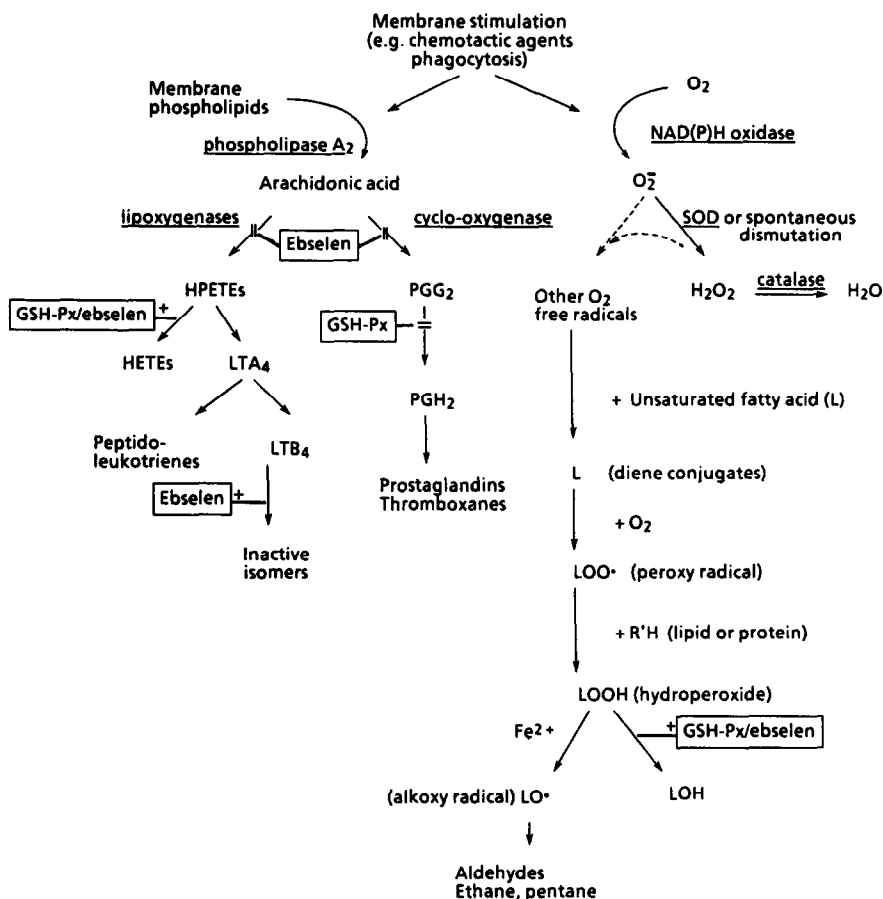 Membrane stimulation
(e.g. chemotactic agents
phagocytosis)
Membrane
phospholipids
O2
phospholipase A2
NAD(P)H oxidase
Arachidonic acid
O2̄
lipoxygenases
cyclo-oxygenase
Ebselen
SOD or spontaneous
dismutation
HPETEs
PGG2
Other O2
free radicals
H2O2
catalase
H2O
GSH-Px/ebselen
+
GSH-Px
HETEs
LTA4
PGH2
+ Unsaturated fatty acid (L)
Peptido-
leukotrienes
LTB4
L (diene conjugates)
Ebselen
+
Prostaglandins
Thromboxanes
+ O2
Inactive
isomers
LOO• (peroxy radical)
+ R'H (lipid or protein)
LOOH (hydroperoxide)
Fe2+
+
GSH-Px/ebselen
(alkoxy radical) LO•
LOH
Aldehydes
Ethane, pentane